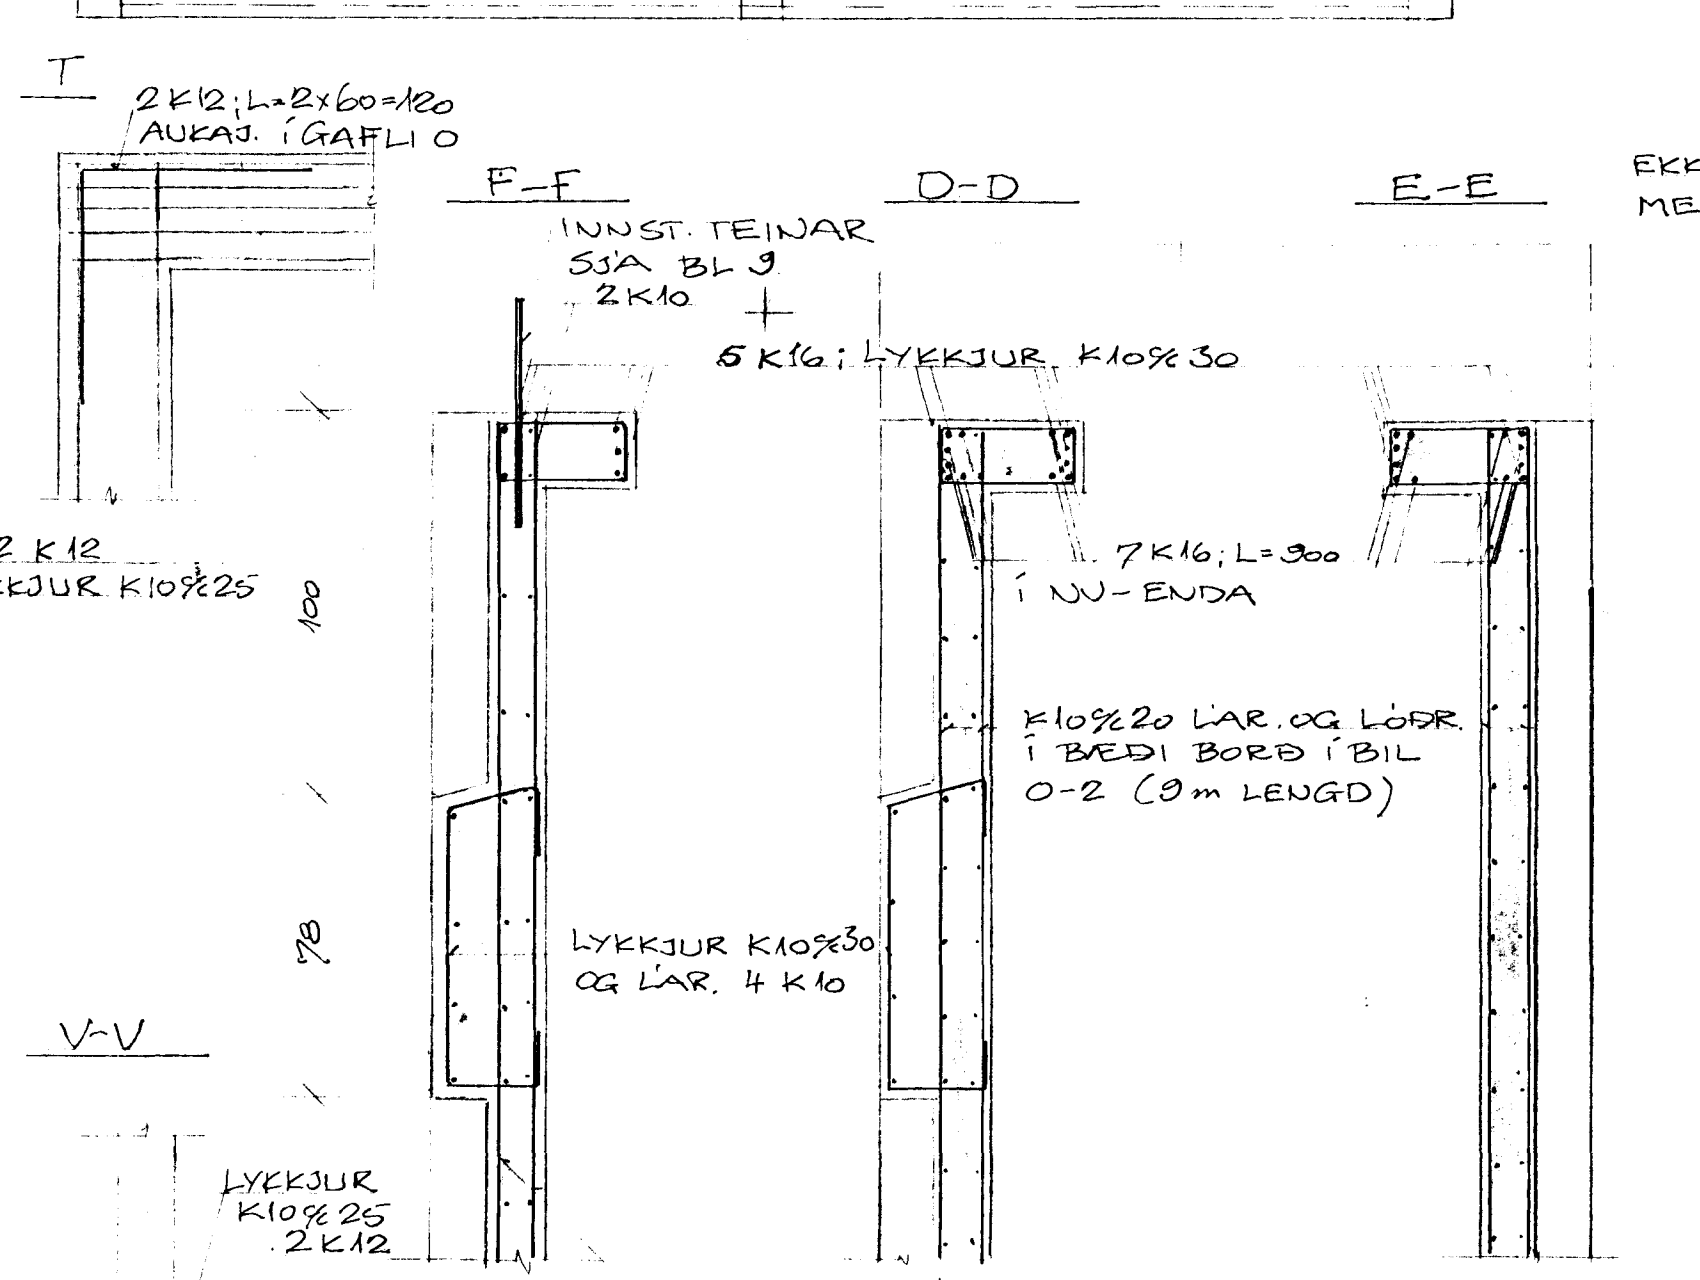 T
2K12; L=2x60=120
AUKAJ. Í GAFLI O
F-F
D-D
E-E
EKK
ME
INNST. TEINAR
SJÁ BL 9
2K10
5 K16; LYKKJUR K10%30
2 K12
KJUR K10%25
100
7K16; L=900
Í NV-ENDA
K10%20 LÁR. OG LÓÐR.
Í BÆÐI BORÐ Í BIL
0-2 (9m LENGD)
78
LYKKJUR K10%30
OG LÁR. 4 K10
V-V
LYKKJUR
K10%25
2K12